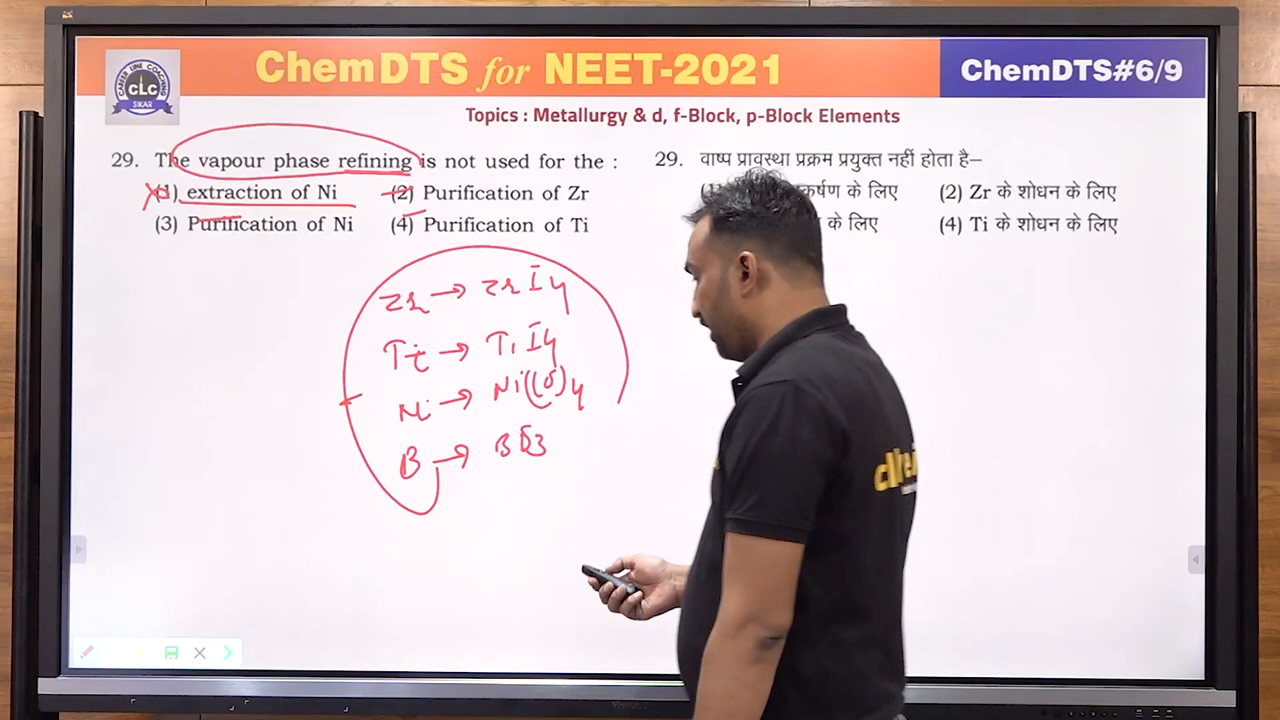 ChemDTS for NEET-2021
ChemDTS#6/9
CAREER LINE COACHING
CLC
SIKAR
Topics : Metallurgy & d, f-Block, p-Block Elements
29. The vapour phase refining is not used for the :
(1) extraction of Ni (2) Purification of Zr
(3) Purification of Ni (4) Purification of Ti
29. वाष्प प्रावस्था प्रक्रम प्रयुक्त नहीं होता है–
के लिए (2) Zr के शोधन के लिए
के लिए (4) Ti के शोधन के लिए
Zr → ZrI4
Ti → TiI4
Ni → Ni(CO)4
B →